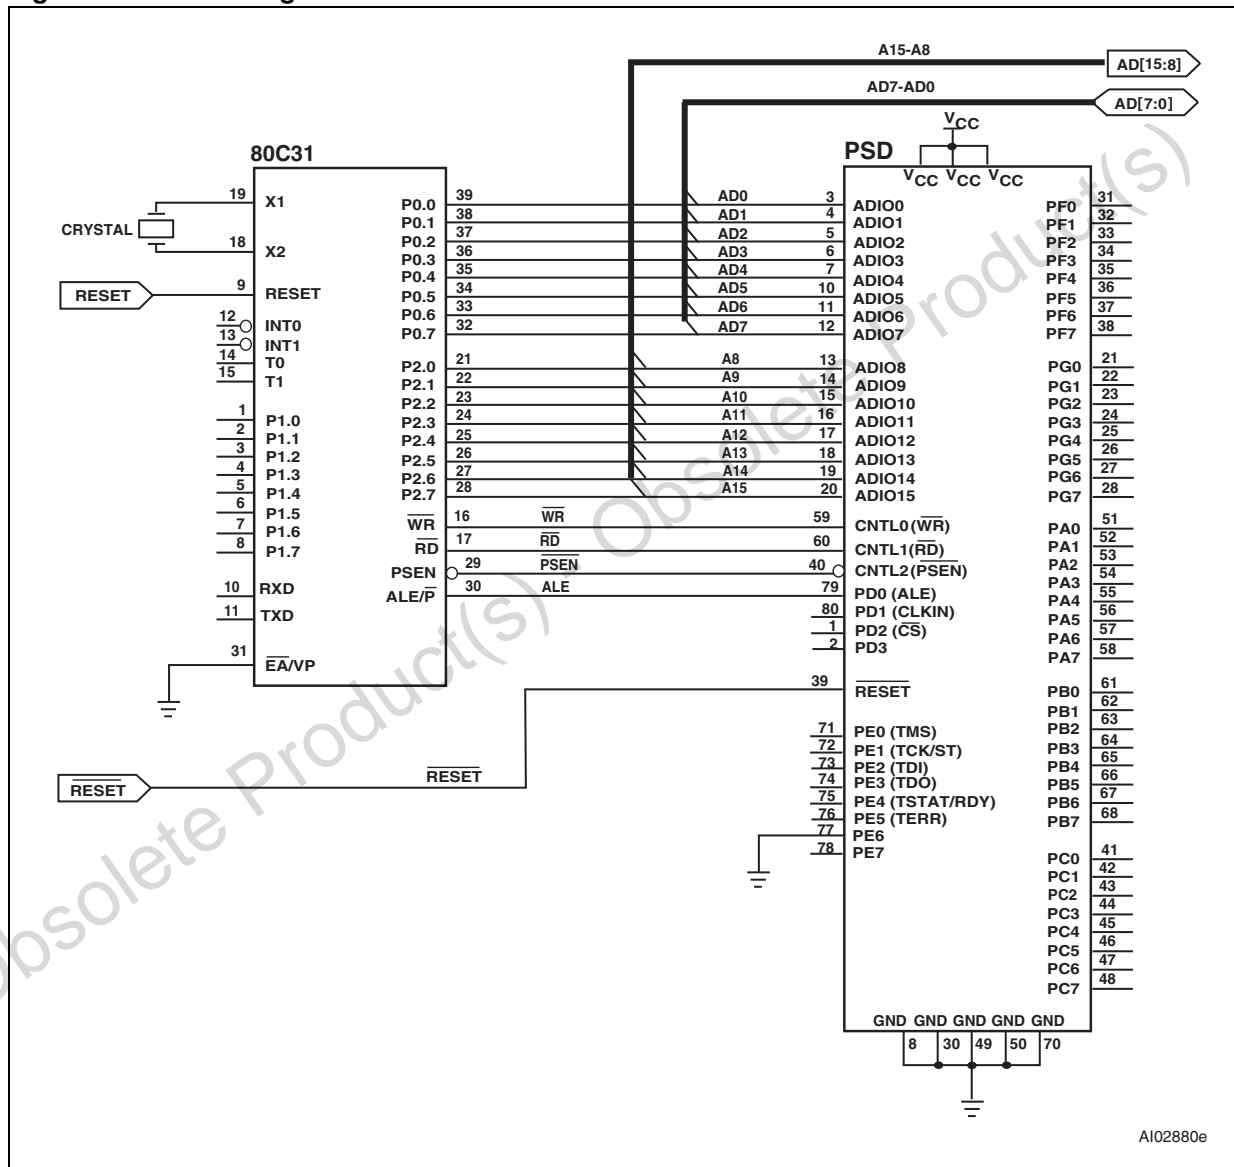 A15-A8
AD[15:8]
AD7-AD0
AD[7:0]
VCC
80C31
PSD
VCC VCC VCC
CRYSTAL
19 X1
18 X2
RESET
9 RESET
12 INT0
13 INT1
14 T0
15 T1
1 P1.0
2 P1.1
3 P1.2
4 P1.3
5 P1.4
6 P1.5
7 P1.6
8 P1.7
10 RXD
11 TXD
31 EA/VP
P0.0 39 AD0 3 ADIO0
P0.1 38 AD1 4 ADIO1
P0.2 37 AD2 5 ADIO2
P0.3 36 AD3 6 ADIO3
P0.4 35 AD4 7 ADIO4
P0.5 34 AD5 10 ADIO5
P0.6 33 AD6 11 ADIO6
P0.7 32 AD7 12 ADIO7
P2.0 21 A8 13 ADIO8
P2.1 22 A9 14 ADIO9
P2.2 23 A10 15 ADIO10
P2.3 24 A11 16 ADIO11
P2.4 25 A12 17 ADIO12
P2.5 26 A13 18 ADIO13
P2.6 27 A14 19 ADIO14
P2.7 28 A15 20 ADIO15
WR 16 WR 59 CNTL0(WR)
RD 17 RD 60 CNTL1(RD)
PSEN 29 PSEN 40 CNTL2(PSEN)
ALE/P 30 ALE 79 PD0 (ALE)
80 PD1 (CLKIN)
1 PD2 (CS)
2 PD3
39 RESET
RESET RESET
71 PE0 (TMS)
72 PE1 (TCK/ST)
73 PE2 (TDI)
74 PE3 (TDO)
75 PE4 (TSTAT/RDY)
76 PE5 (TERR)
77 PE6
78 PE7
PF0 31
PF1 32
PF2 33
PF3 34
PF4 35
PF5 36
PF6 37
PF7 38
PG0 21
PG1 22
PG2 23
PG3 24
PG4 25
PG5 26
PG6 27
PG7 28
PA0 51
PA1 52
PA2 53
PA3 54
PA4 55
PA5 56
PA6 57
PA7 58
PB0 61
PB1 62
PB2 63
PB3 64
PB4 65
PB5 66
PB6 67
PB7 68
PC0 41
PC1 42
PC2 43
PC3 44
PC4 45
PC5 46
PC6 47
PC7 48
GND GND GND GND GND
8 30 49 50 70
AI02880e
Obsolete Product(s) - Obsolete Product(s)